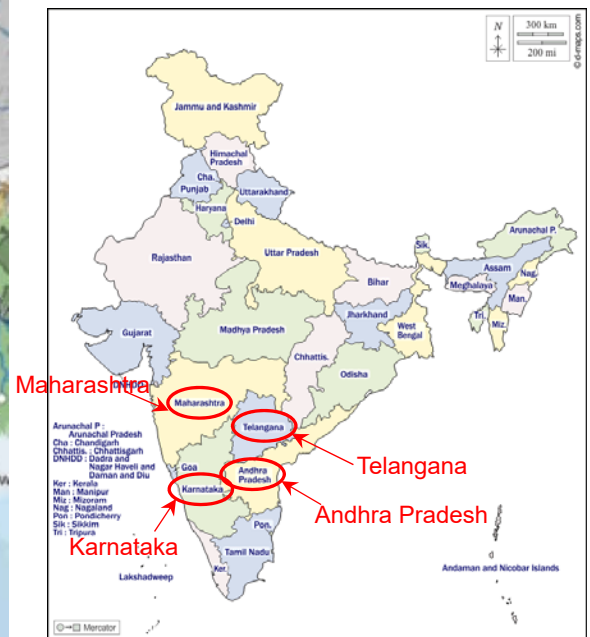 N
300 km
200 mi
© d-maps.com
Jammu and Kashmir
Himachal
Pradesh
Cha.
Punjab
Uttarakhand
Haryana
Delhi
Arunachal P.
Rajasthan
Uttar Pradesh
Sik.
Assam
Nag.
Bihar
Meghalaya
Man.
Jharkhand
Tri.
Miz.
Gujarat
Madhya Pradesh
West
Bengal
Chhattis.
Odisha
DNHDD
Maharashtra
Maharashtra
Telangana
Telangana
Goa
Andhra
Pradesh
Karnataka
Andhra Pradesh
Karnataka
Pon.
Tamil Nadu
Ker.
Lakshadweep
Andaman and Nicobar Islands
Arunachal P :
Arunachal Pradesh
Cha : Chandigarh
Chhattis. : Chhattisgarh
DNHDD : Dadra and
Nagar Haveli and
Daman and Diu
Ker : Kerala
Man : Manipur
Miz : Mizoram
Nag : Nagaland
Pon : Pondicherry
Sik : Sikkim
Tri : Tripura
Mercator